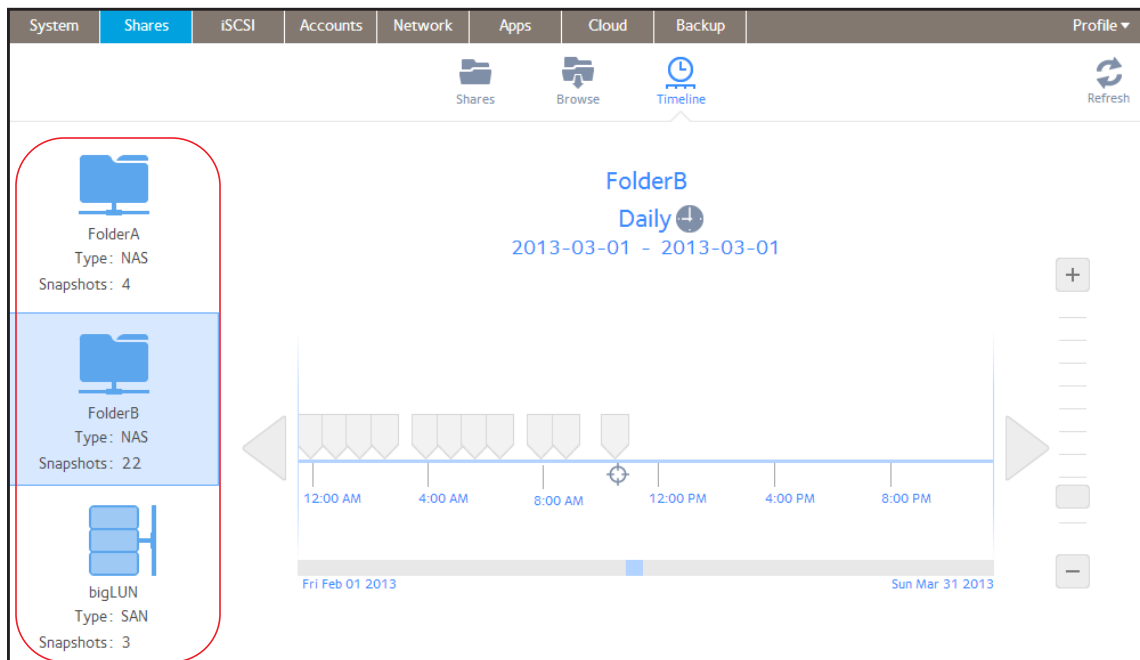 System Shares iSCSI Accounts Network Apps Cloud Backup Profile ▾
Shares Browse Timeline Refresh
FolderA
Type: NAS
Snapshots: 4
FolderB
Type: NAS
Snapshots: 22
bigLUN
Type: SAN
Snapshots: 3
FolderB
Daily
2013-03-01 - 2013-03-01
+
12:00 AM 4:00 AM 8:00 AM 12:00 PM 4:00 PM 8:00 PM
Fri Feb 01 2013 Sun Mar 31 2013
−